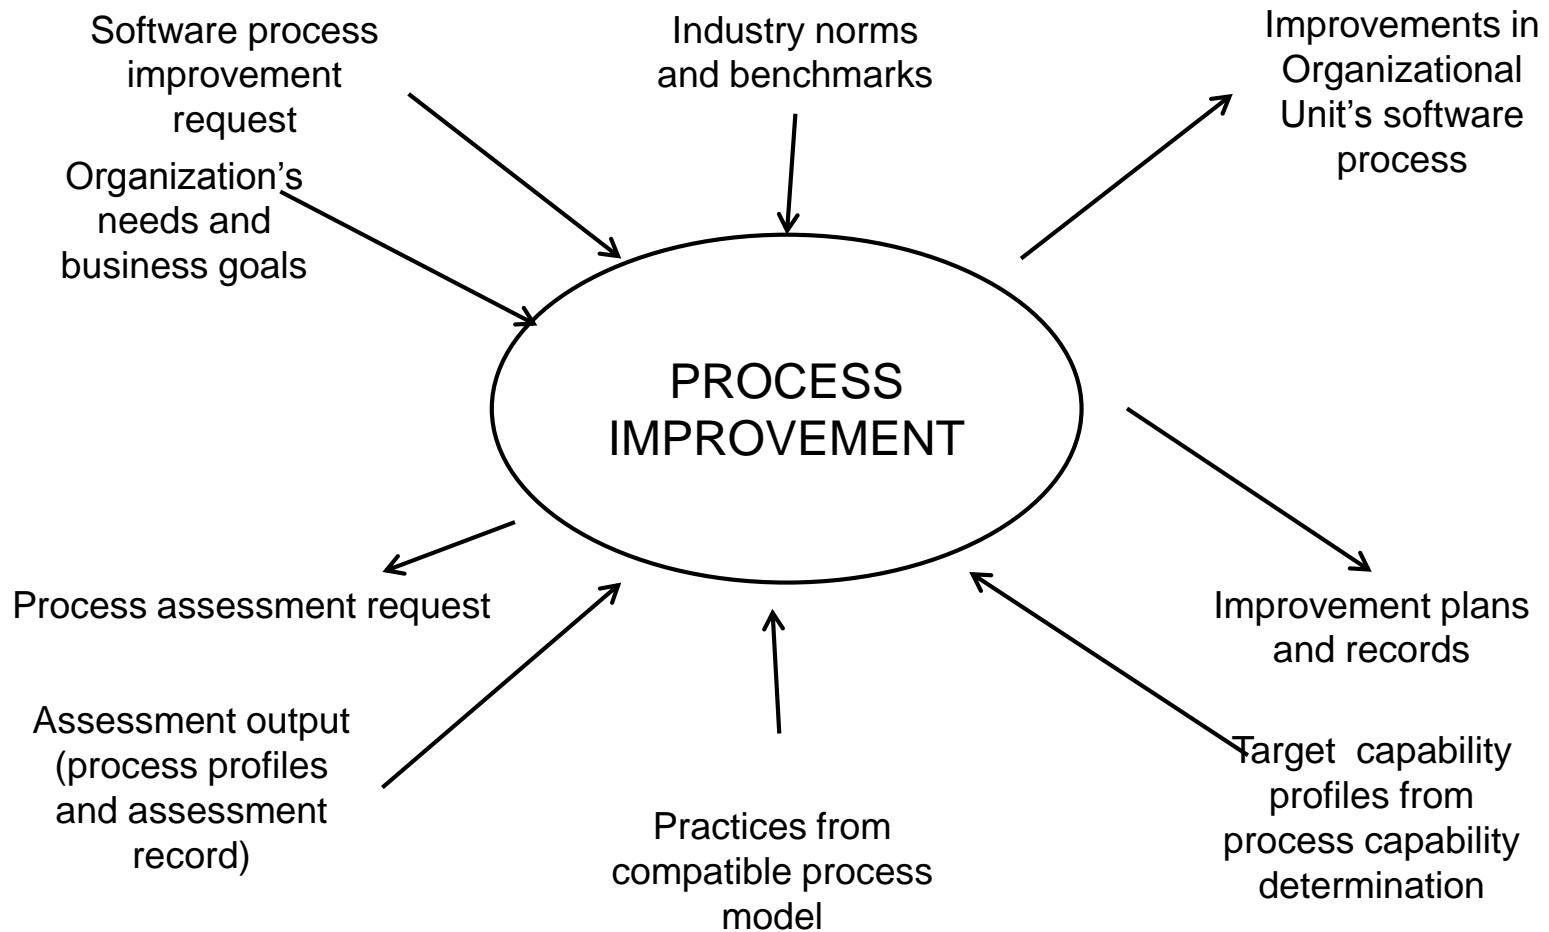 Software process
improvement
request
Industry norms
and benchmarks
Improvements in
Organizational
Unit’s software
process
Organization’s
needs and
business goals
PROCESS
IMPROVEMENT
Process assessment request
Improvement plans
and records
Assessment output
(process profiles
and assessment
record)
Practices from
compatible process
model
Target  capability
profiles from
process capability
determination